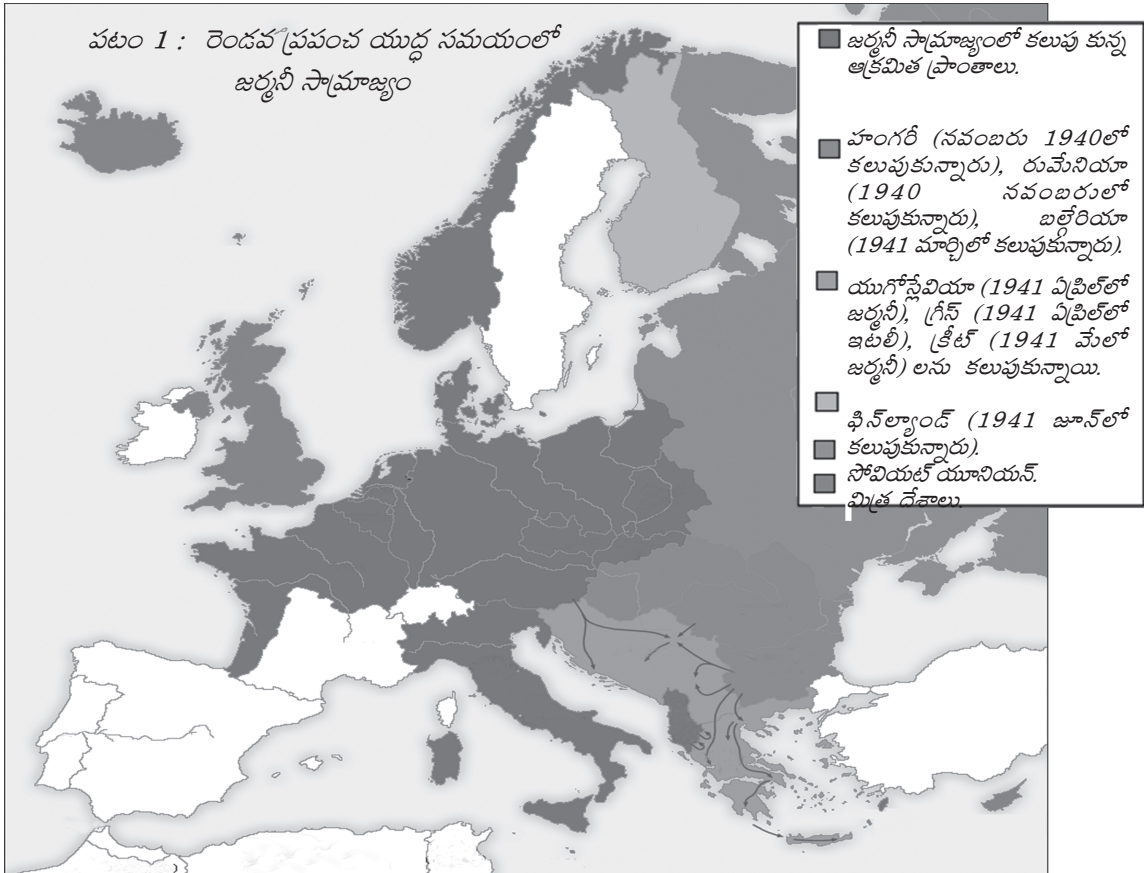 పటం 1 : రెండవ ప్రపంచ యుద్ధ సమయంలో
జర్మనీ సామ్రాజ్యం
జర్మనీ సామ్రాజ్యంలో కలుపు కున్న
ఆక్రమిత ప్రాంతాలు.
హంగరీ (నవంబరు 1940లో
కలుపుకున్నారు), రుమేనియా
(1940 నవంబరులో
కలుపుకున్నారు), బల్గేరియా
(1941 మార్చిలో కలుపుకున్నారు).
యుగోస్లేవియా (1941 ఏప్రిల్‌లో
జర్మనీ), గ్రీస్ (1941 ఏప్రిల్‌లో
ఇటలీ), క్రీట్ (1941 మేలో
జర్మనీ) లను కలుపుకున్నాయి.
ఫిన్‌ల్యాండ్ (1941 జూన్‌లో
కలుపుకున్నారు).
సోవియట్ యూనియన్.
మిత్ర దేశాలు.